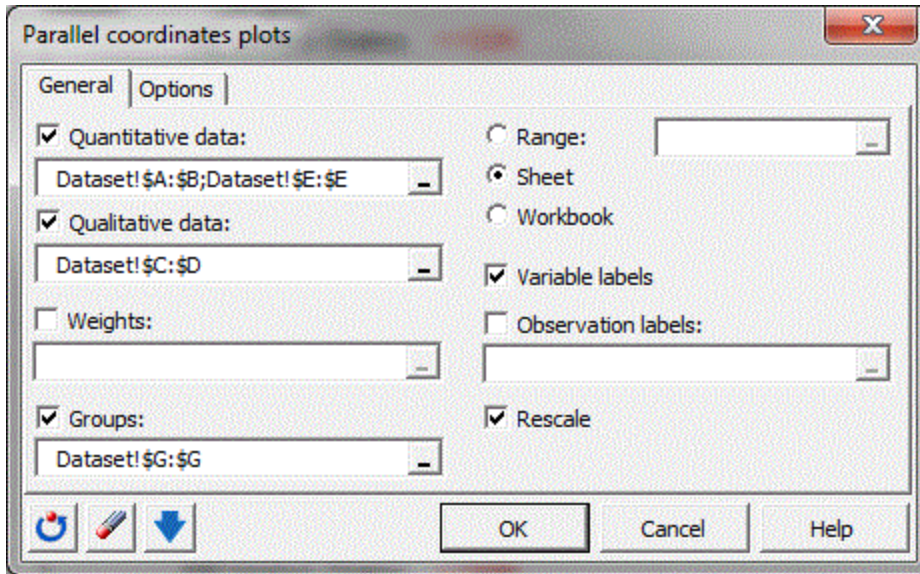 Parallel coordinates plots
General
Options
Quantitative data:
Dataset!$A:$B;Dataset!$E:$E
Qualitative data:
Dataset!$C:$D
Weights:
Groups:
Dataset!$G:$G
Range:
Sheet
Workbook
Variable labels
Observation labels:
Rescale
OK
Cancel
Help